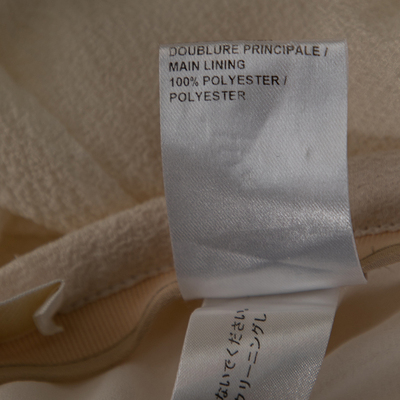 DOUBLURE PRINCIPALE /
MAIN LINING
100% POLYESTER /
POLYESTER
ないでください。
クリーニングし